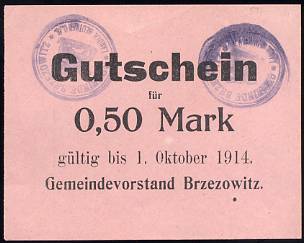 Gutschein
für
0,50 Mark
gültig bis 1. Oktober 1914.
Gemeindevorstand Brzezowitz.